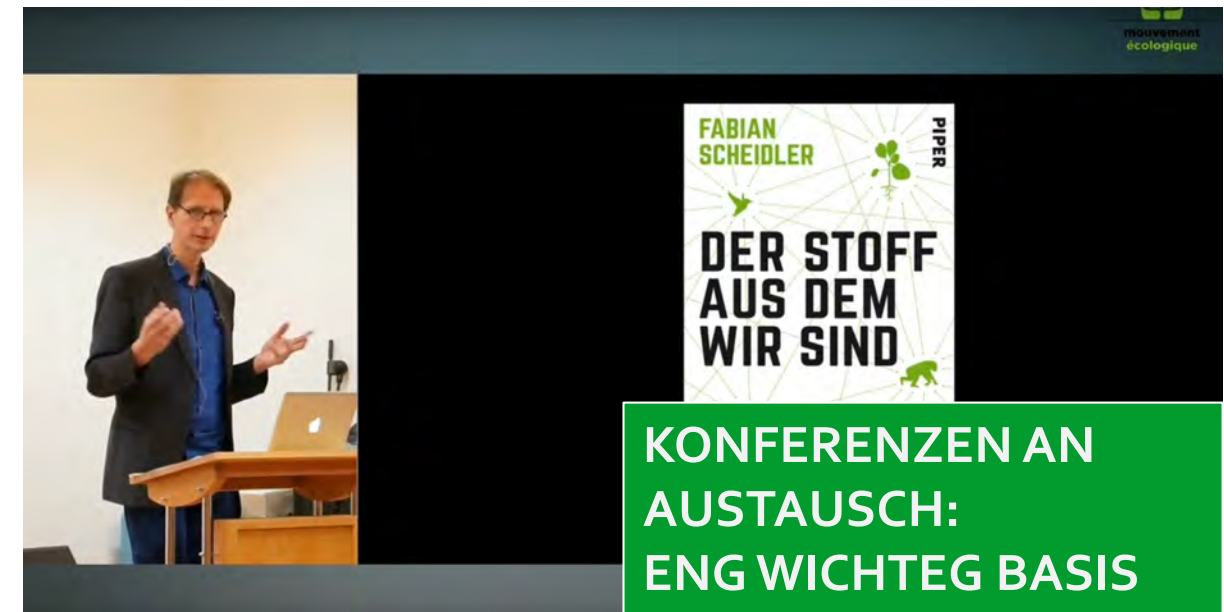 mouvement
écologique
FABIAN
SCHEIDLER
PIPER
DER STOFF
AUS DEM
WIR SIND
KONFERENZEN AN
AUSTAUSCH:
ENG WICHTEG BASIS